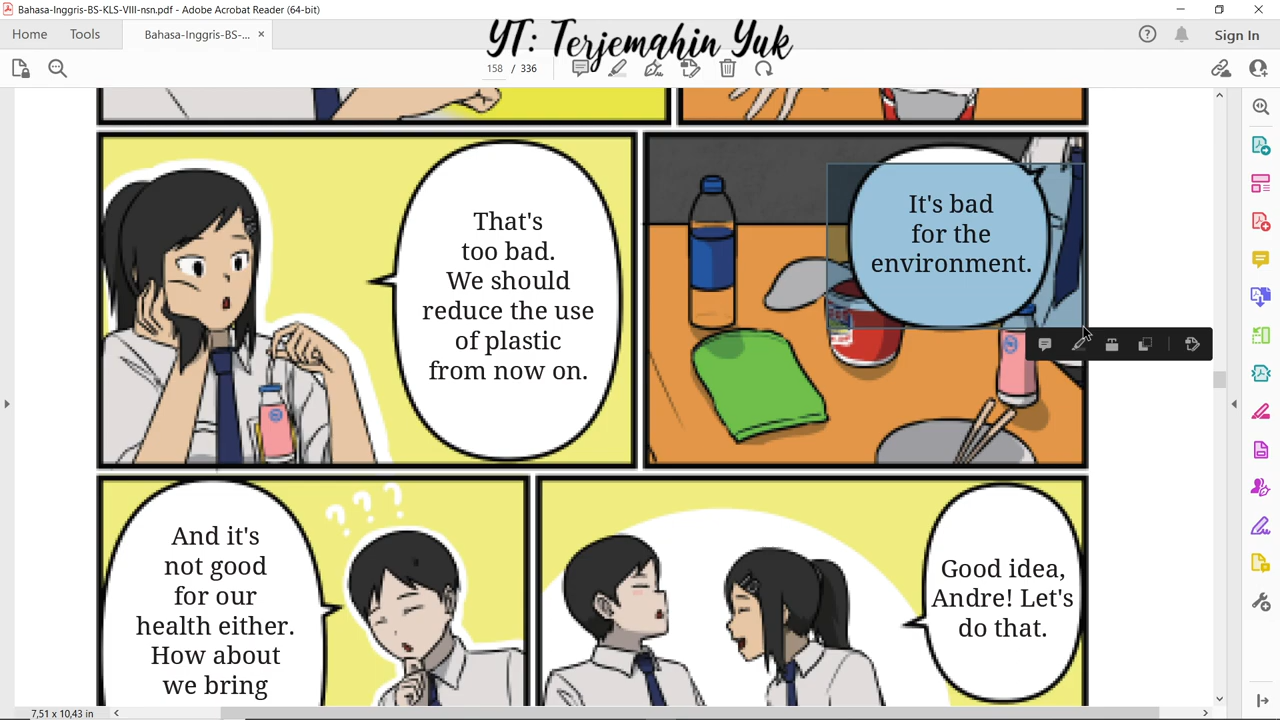 Bahasa-Inggris-BS-KLS-VIII-nsn.pdf - Adobe Acrobat Reader (64-bit)
Home
Tools
Bahasa-Inggris-BS-...
Sign In
YT: Terjemahin Yuk
158 / 336
That's
too bad.
We should
reduce the use
of plastic
from now on.
It's bad
for the
environment.
And it's
not good
for our
health either.
How about
we bring
? ? ?
Good idea,
Andre! Let's
do that.
7,51 x 10,43 in